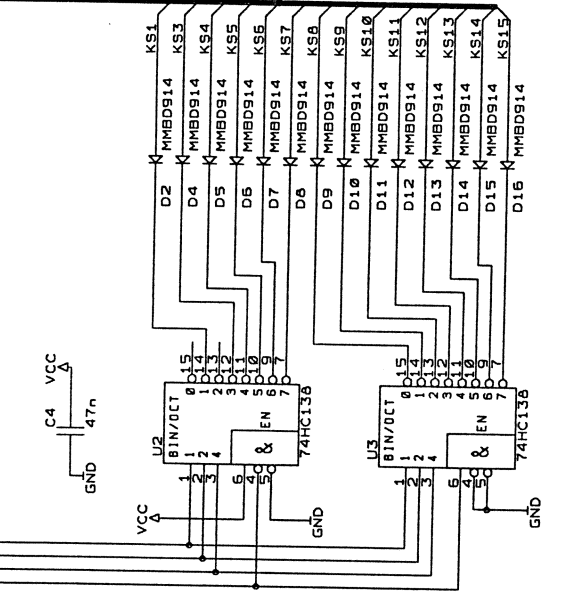 KS1 KS3 KS4 KS5 KS6 KS7 KS8 KS9 KS10 KS11 KS12 KS13 KS14 KS15
MMBD914 MMBD914 MMBD914 MMBD914 MMBD914 MMBD914 MMBD914 MMBD914 MMBD914 MMBD914 MMBD914 MMBD914 MMBD914 MMBD914
D2 D4 D5 D6 D7 D8 D9 D10 D11 D12 D13 D14 D15 D16
VCC
C4
47n
GND
15 14 13 12 11 10 9 7
0 1 2 3 4 5 6 7
U2
BIN/OCT
EN
1 2 4
&
74HC138
1 2 3 6 4 5
VCC
GND
15 14 13 12 11 10 9 7
0 1 2 3 4 5 6 7
U3
BIN/OCT
EN
1 2 4
&
74HC138
1 2 3 6 4 5
GND